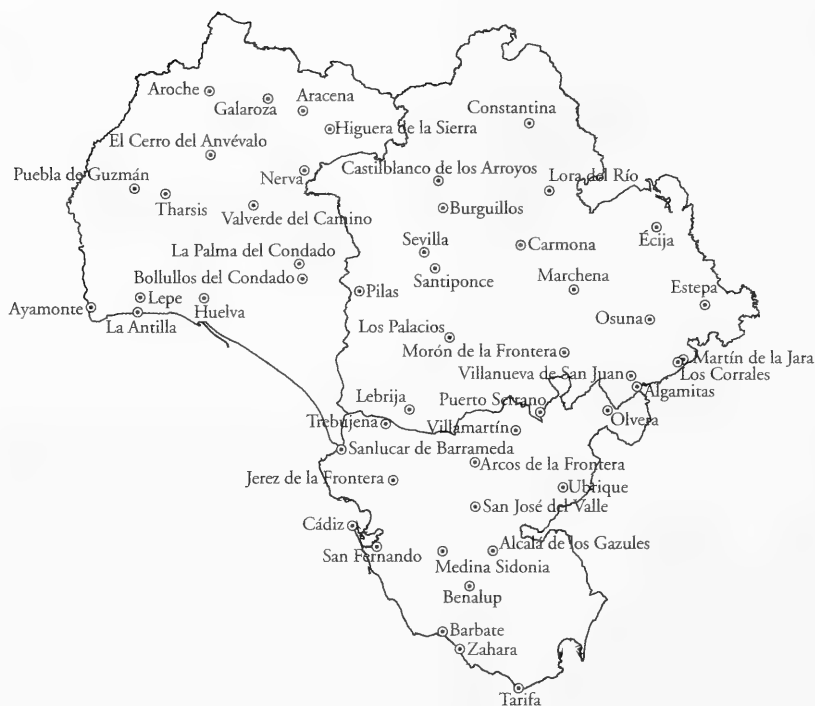 Aroche
Galaroza
Aracena
Constantina
Higuera de la Sierra
El Cerro del Anvévalo
Castilblanco de los Arroyos
Puebla de Guzmán
Nerva
Lora del Río
Tharsis
Valverde del Camino
Burguillos
Écija
La Palma del Condado
Sevilla
Carmona
Bollullos del Condado
Santiponce
Marchena
Pilas
Estepa
Lepe
Ayamonte
Huelva
La Antilla
Osuna
Los Palacios
Morón de la Frontera
Martín de la Jara
Villanueva de San Juan
Los Corrales
Algamitas
Lebrija
Puerto Serrano
Olvera
Trebujena
Villamartín
Sanlucar de Barrameda
Arcos de la Frontera
Jerez de la Frontera
Ubrique
San José del Valle
Cádiz
San Fernando
Alcala de los Gazules
Medina Sidonia
Benalup
Barbate
Zahara
Tarifa